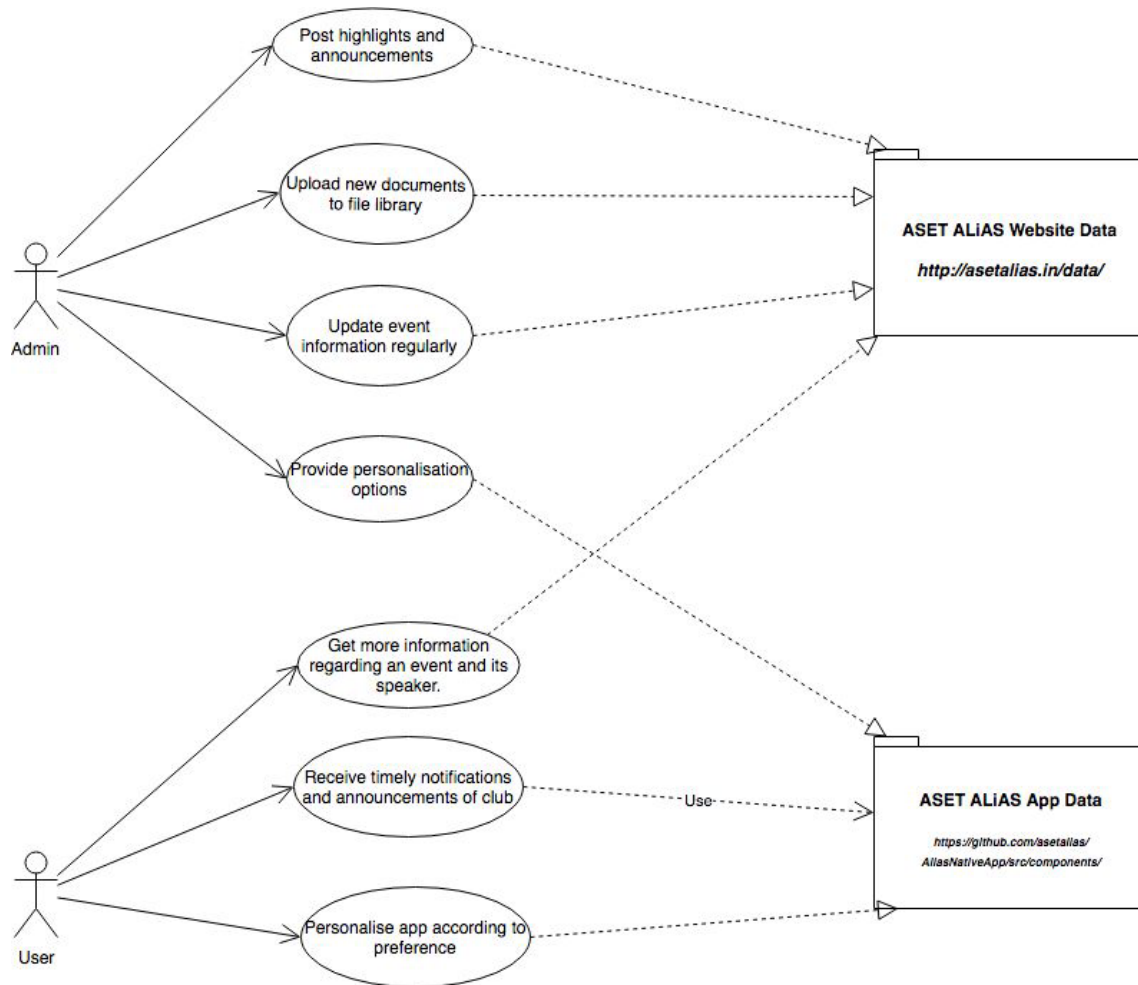 Post highlights and
announcements
Upload new documents
to file library
ASET ALiAS Website Data
http://asetalias.in/data/
Admin
Update event
information regularly
Provide personalisation
options
Get more information
regarding an event and its
speaker.
Receive timely notifications
and announcements of club
Use
ASET ALiAS App Data
https://github.com/asetalias/
AliasNativeApp/src/components/
User
Personalise app according to
preference